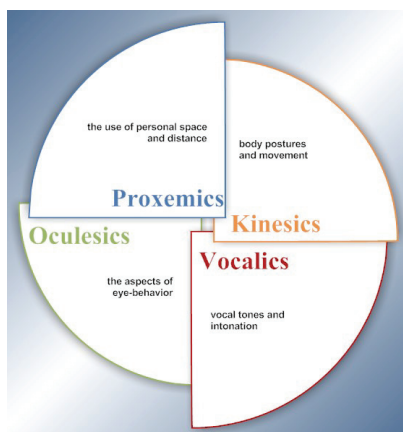 the use of personal space
and distance
Proxemics
body postures
and movement
Kinesics
Oculesics
the aspects of
eye-behavior
Vocalics
vocal tones and
intonation